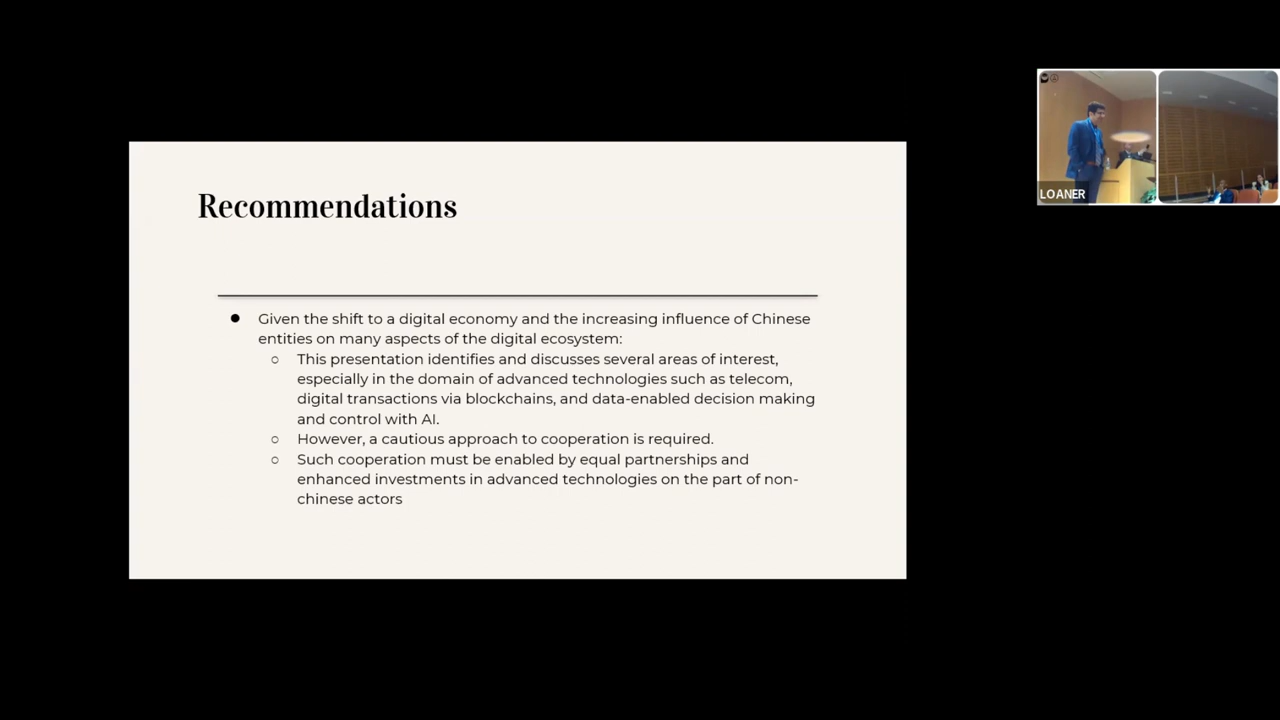 Recommendations
● Given the shift to a digital economy and the increasing influence of Chinese
entities on many aspects of the digital ecosystem:
○ This presentation identifies and discusses several areas of interest,
especially in the domain of advanced technologies such as telecom,
digital transactions via blockchains, and data-enabled decision making
and control with AI.
○ However, a cautious approach to cooperation is required.
○ Such cooperation must be enabled by equal partnerships and
enhanced investments in advanced technologies on the part of non-
chinese actors
LOANER